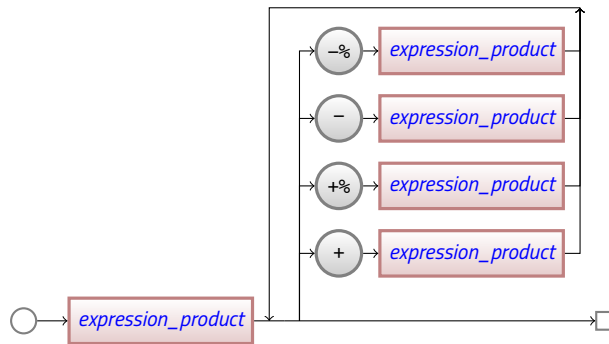 −% expression_product
− expression_product
+% expression_product
+ expression_product
expression_product